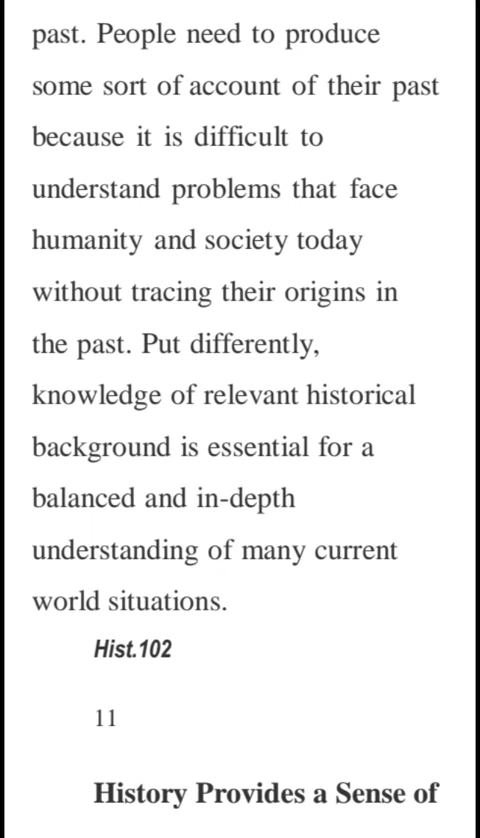 past. People need to produce
some sort of account of their past
because it is difficult to
understand problems that face
humanity and society today
without tracing their origins in
the past. Put differently,
knowledge of relevant historical
background is essential for a
balanced and in-depth
understanding of many current
world situations.
Hist.102
11
History Provides a Sense of